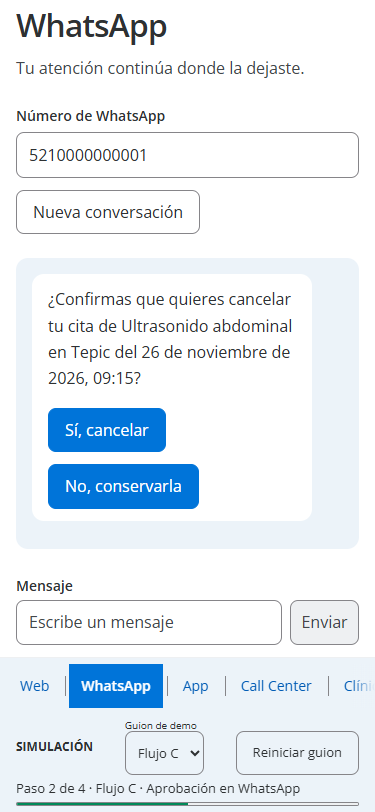 WhatsApp
Tu atención continúa donde la dejaste.
Número de WhatsApp
5210000000001
Nueva conversación
¿Confirmas que quieres cancelar
tu cita de Ultrasonido abdominal
en Tepic del 26 de noviembre de
2026, 09:15?
Sí, cancelar
No, conservarla
Mensaje
Escribe un mensaje
Enviar
Web
WhatsApp
App
Call Center
Clíni
Guion de demo
SIMULACIÓN
Flujo C
Reiniciar guion
Paso 2 de 4 · Flujo C · Aprobación en WhatsApp